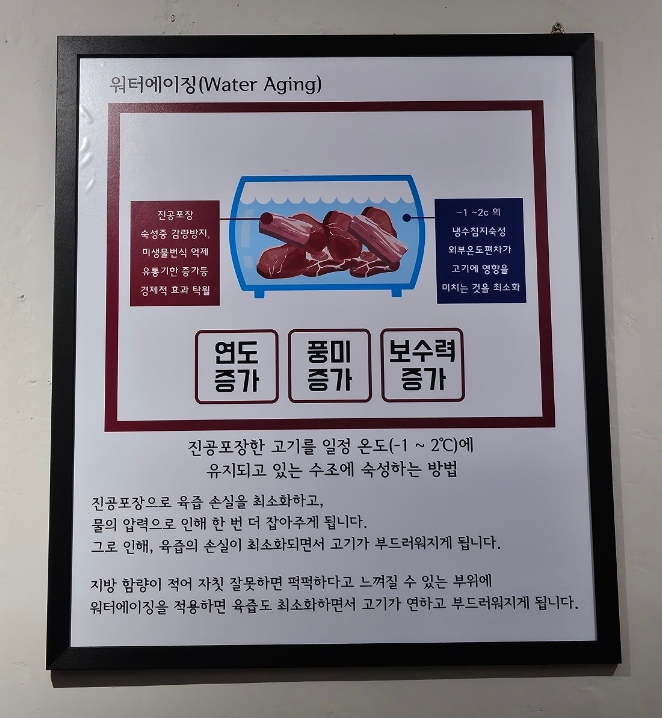 워터에이징(Water Aging)
진공포장
숙성중 감량방지,
미생물번식 억제
유통기한 증가등
경제적 효과 탁월
-1 ~2c 의
냉수침지숙성
외부온도편차가
고기에 영향을
미치는 것을 최소화
연도
증가
풍미
증가
보수력
증가
진공포장한 고기를 일정 온도(-1 ~ 2℃)에
유지되고 있는 수조에 숙성하는 방법
진공포장으로 육즙 손실을 최소화하고,
물의 압력으로 인해 한 번 더 잡아주게 됩니다.
그로 인해, 육즙의 손실이 최소화되면서 고기가 부드러워지게 됩니다.
지방 함량이 적어 자칫 잘못하면 퍽퍽하다고 느껴질 수 있는 부위에
워터에이징을 적용하면 육즙도 최소화하면서 고기가 연하고 부드러워지게 됩니다.